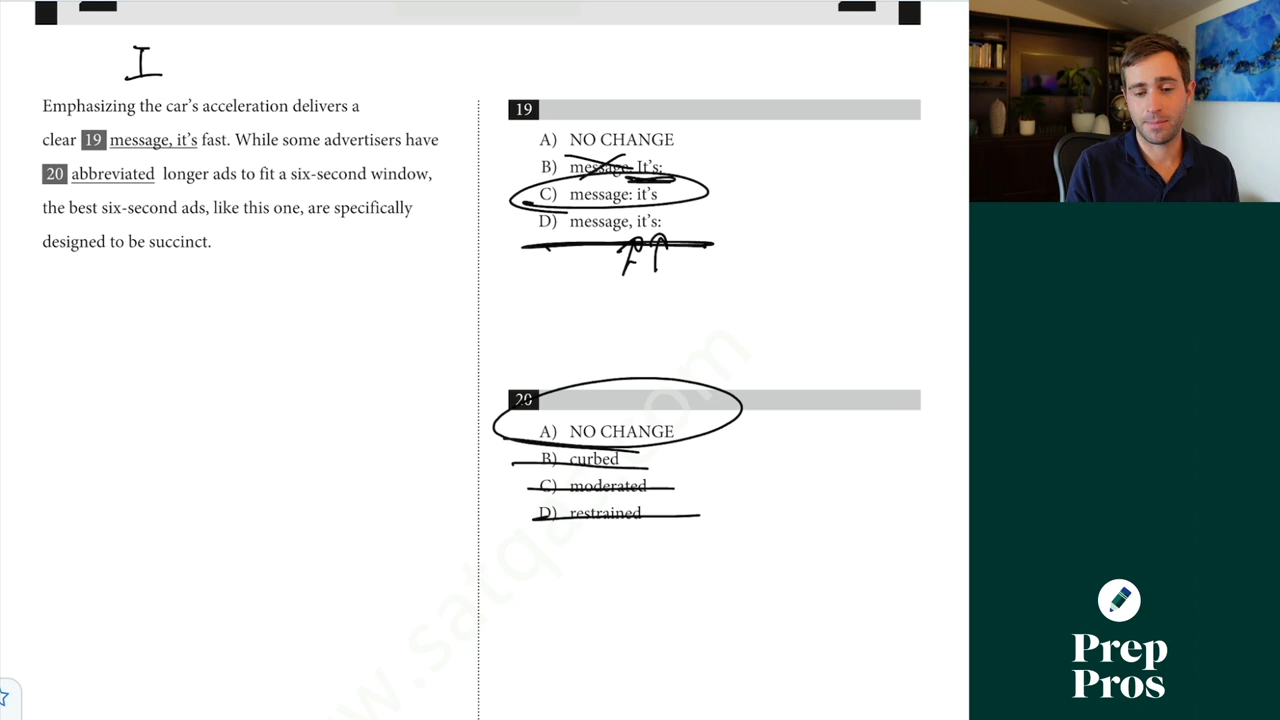 I
Emphasizing the car's acceleration delivers a
clear 19 message, it's fast. While some advertisers have
20 abbreviated longer ads to fit a six-second window,
the best six-second ads, like this one, are specifically
designed to be succinct.
19
A) NO CHANGE
B) message. It's:
C) message: it's
D) message, it's:
20
A) NO CHANGE
B) curbed
C) moderated
D) restrained
Prep
Pros